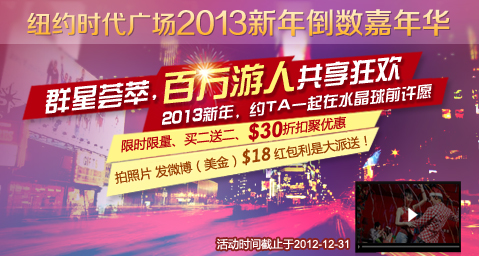 纽约时代广场2013新年倒数嘉年华
群星荟萃,百万游人共享狂欢
2013新年，约TA一起在水晶球前许愿
限时限量、买二送二、$30折扣聚优惠
拍照片 发微博（美金）$18 红包利是大派送！
活动时间截止于2012-12-31